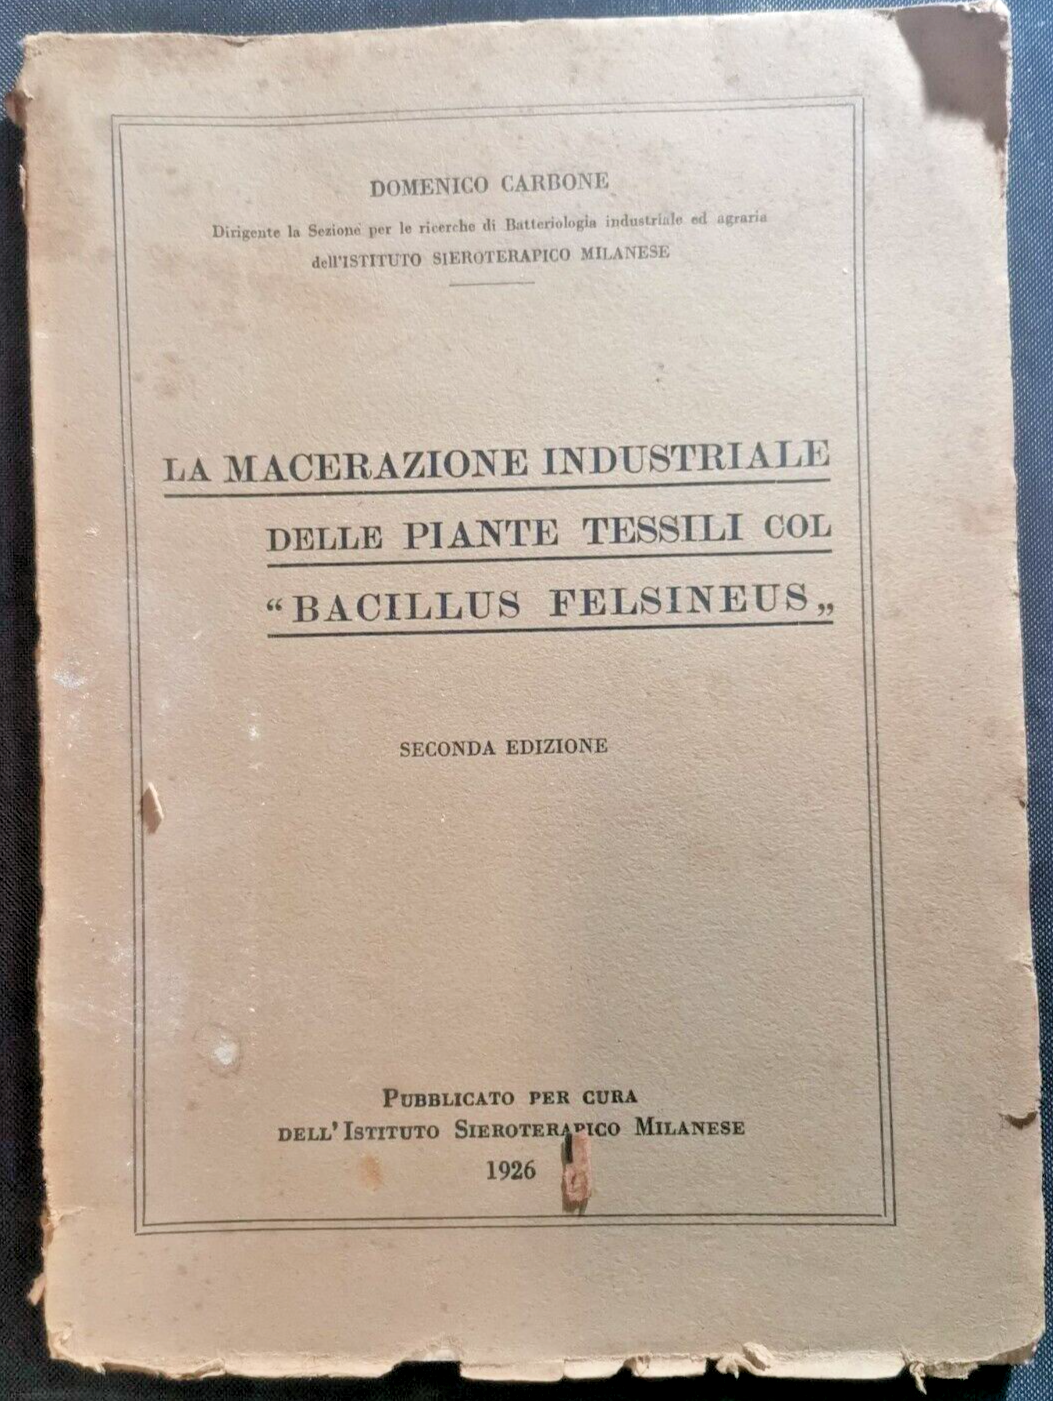 DOMENICO CARBONE
Dirigente la Sezione per le ricerche di Batteriologia industriale ed agraria
dell'ISTITUTO SIEROTERAPICO MILANESE
LA MACERAZIONE INDUSTRIALE
DELLE PIANTE TESSILI COL
“BACILLUS FELSINEUS„
SECONDA EDIZIONE
PUBBLICATO PER CURA
DELL'ISTITUTO SIEROTERAPICO MILANESE
1926